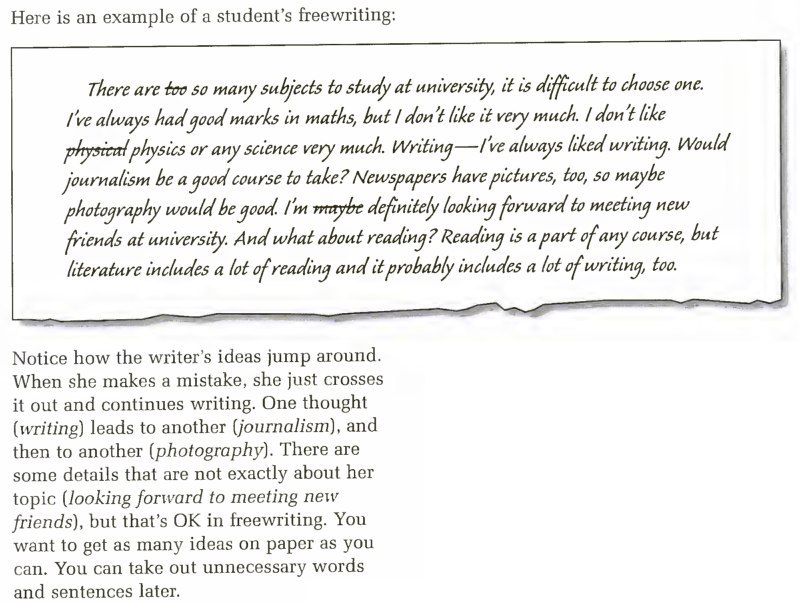 Here is an example of a student's freewriting:
There are too so many subjects to study at university, it is difficult to choose one.
I've always had good marks in maths, but I don't like it very much. I don't like
physical physics or any science very much. Writing—I've always liked writing. Would
journalism be a good course to take? Newspapers have pictures, too, so maybe
photography would be good. I'm maybe definitely looking forward to meeting new
friends at university. And what about reading? Reading is a part of any course, but
literature includes a lot of reading and it probably includes a lot of writing, too.
Notice how the writer's ideas jump around.
When she makes a mistake, she just crosses
it out and continues writing. One thought
(writing) leads to another (journalism), and
then to another (photography). There are
some details that are not exactly about her
topic (looking forward to meeting new
friends), but that's OK in freewriting. You
want to get as many ideas on paper as you
can. You can take out unnecessary words
and sentences later.